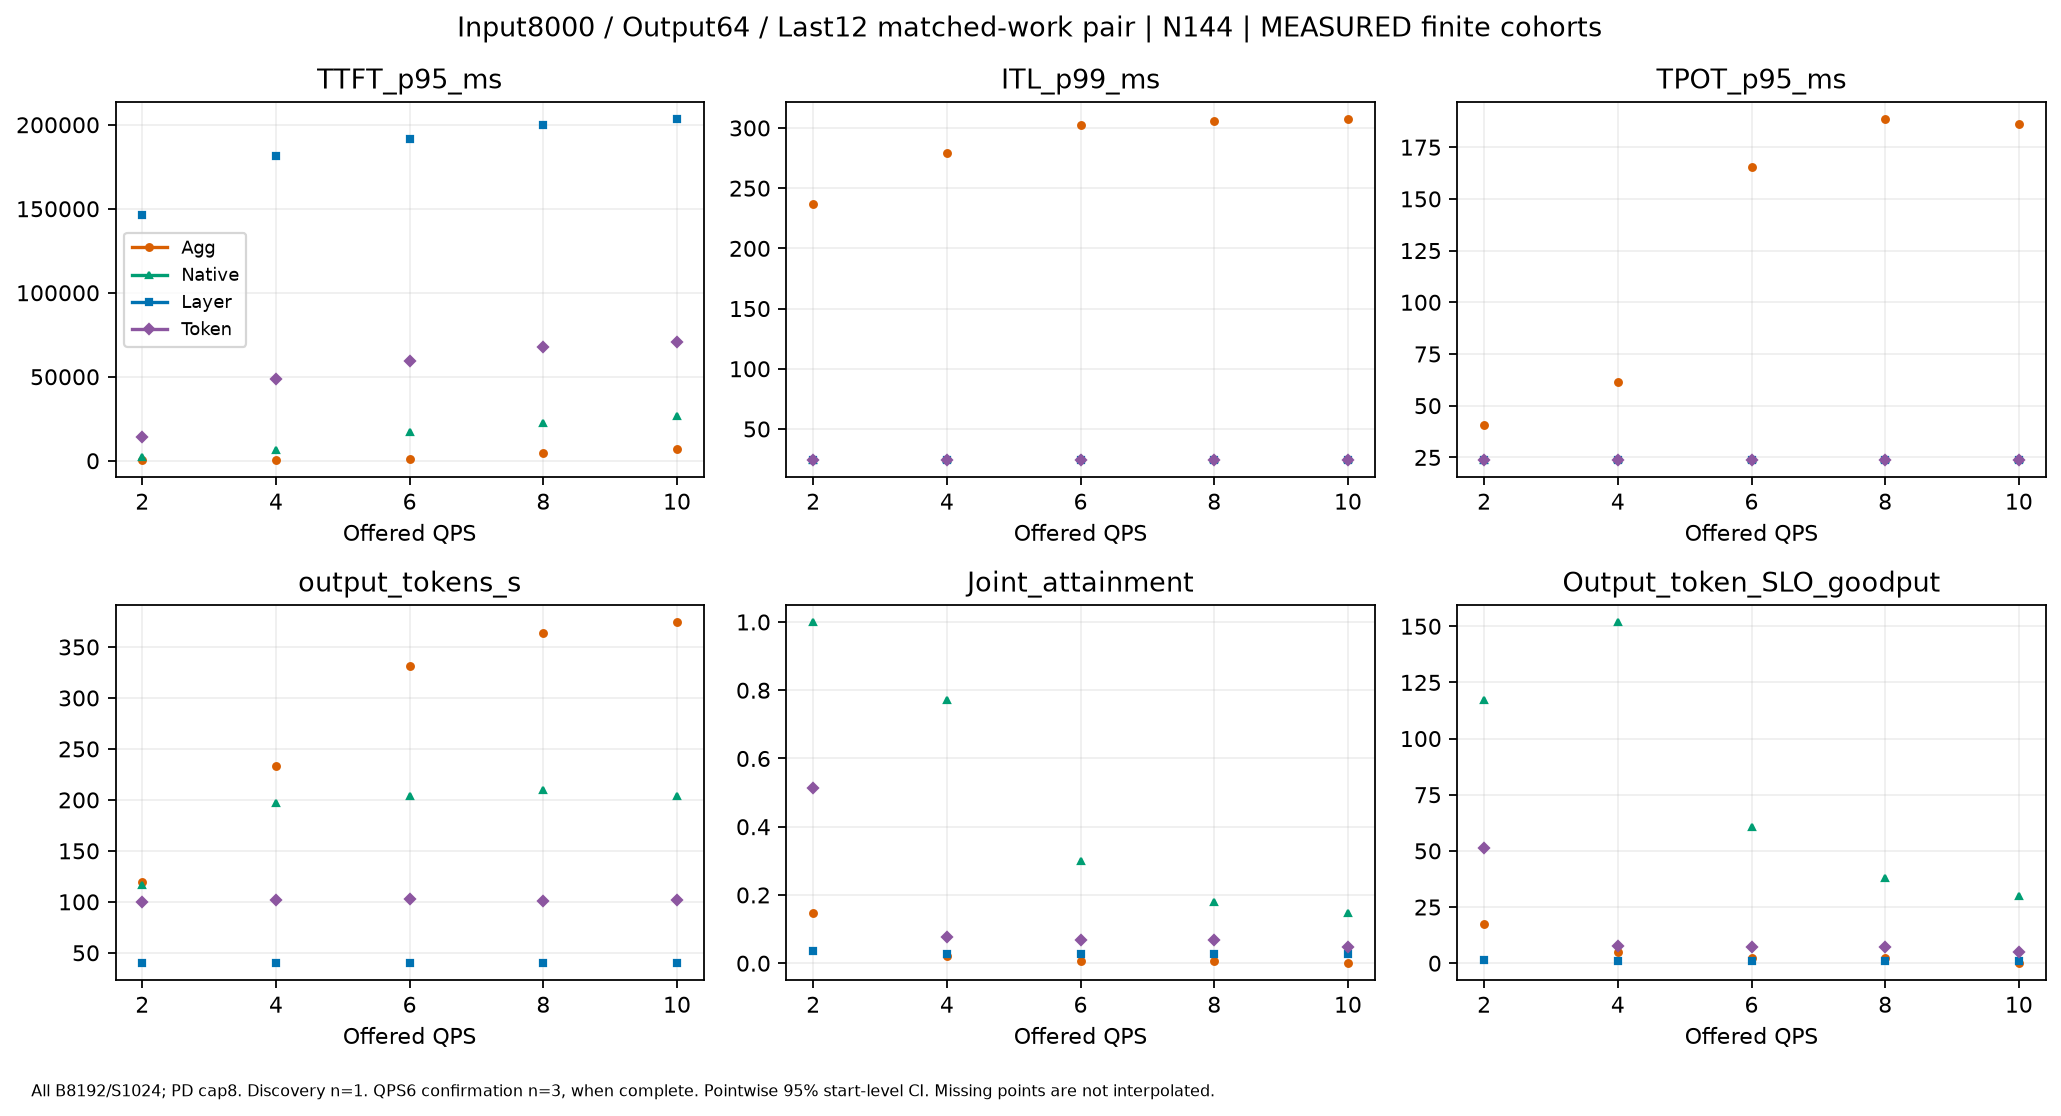 Input8000 / Output64 / Last12 matched-work pair | N144 | MEASURED finite cohorts
TTFT_p95_ms
200000
150000
100000
50000
0
Agg
Native
Layer
Token
2 4 6 8 10
Offered QPS
ITL_p99_ms
300
250
200
150
100
50
2 4 6 8 10
Offered QPS
TPOT_p95_ms
175
150
125
100
75
50
25
2 4 6 8 10
Offered QPS
output_tokens_s
350
300
250
200
150
100
50
2 4 6 8 10
Offered QPS
Joint_attainment
1.0
0.8
0.6
0.4
0.2
0.0
2 4 6 8 10
Offered QPS
Output_token_SLO_goodput
150
125
100
75
50
25
0
2 4 6 8 10
Offered QPS
All B8192/S1024; PD cap8. Discovery n=1. QPS6 confirmation n=3, when complete. Pointwise 95% start-level CI. Missing points are not interpolated.